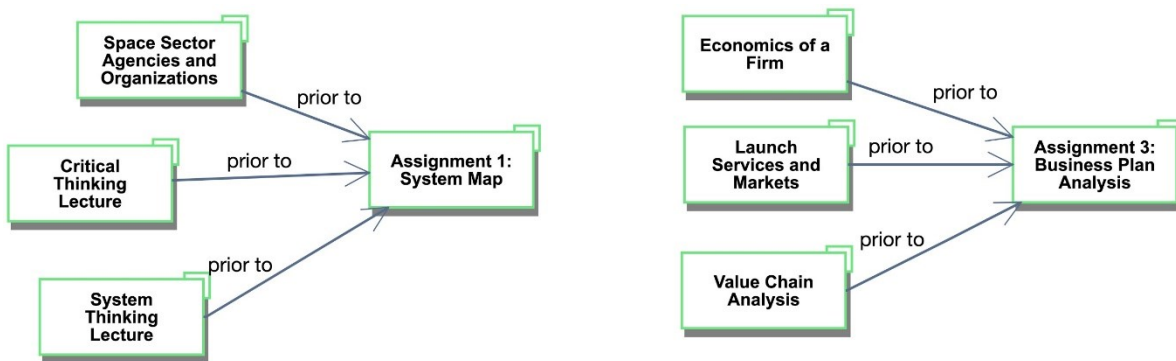 Space Sector
Agencies and
Organizations
prior to
Critical
Thinking
Lecture
prior to
Assignment 1:
System Map
System
Thinking
Lecture
prior to
Economics of a
Firm
prior to
Launch
Services and
Markets
prior to
Assignment 3:
Business Plan
Analysis
Value Chain
Analysis
prior to